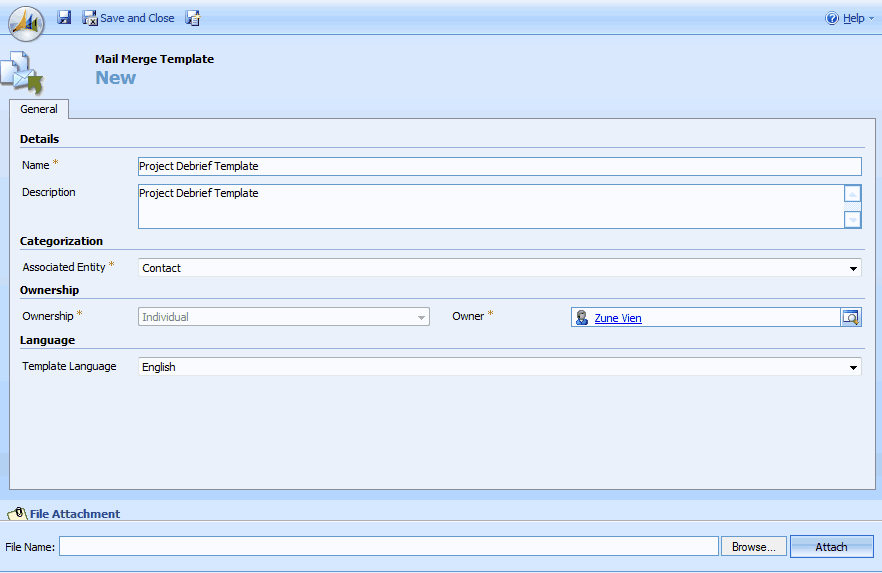 Save and Close
Help
Mail Merge Template
New
General
Details
Name *
Project Debrief Template
Description
Project Debrief Template
Categorization
Associated Entity *
Contact
Ownership
Ownership *
Individual
Owner *
Zune Vien
Language
Template Language
English
File Attachment
File Name:
Browse...
Attach